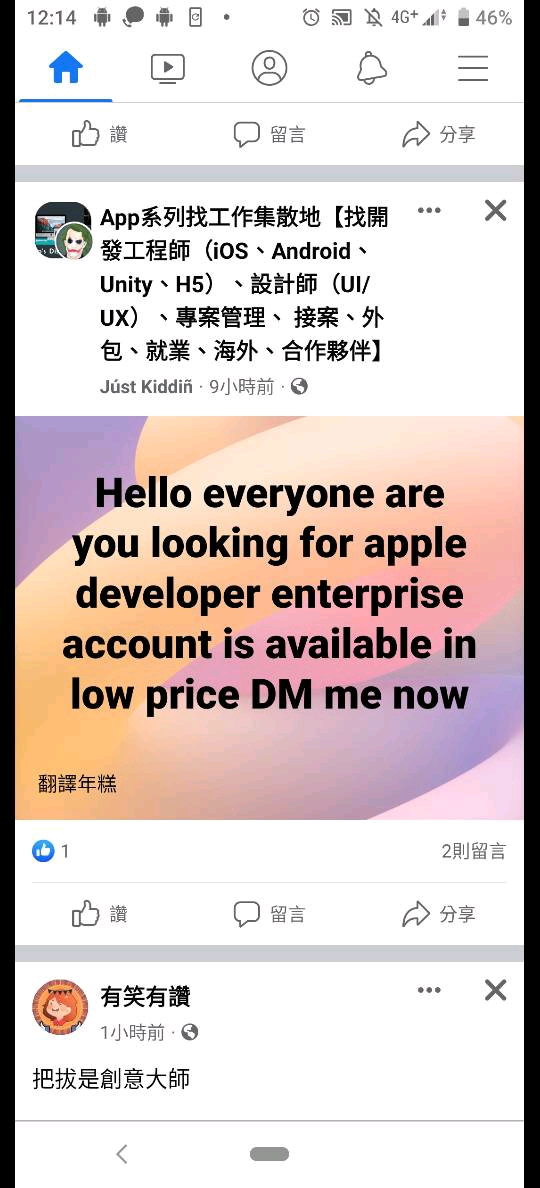 12:14
4G+
46%
讚
留言
分享
App系列找工作集散地【找開
發工程師（iOS、Android、
Unity、H5）、設計師（UI/
UX）、專案管理、 接案、外
包、就業、海外、合作夥伴】
Júst Kiddiñ · 9小時前 ·
Hello everyone are
you looking for apple
developer enterprise
account is available in
low price DM me now
翻譯年糕
1
2則留言
讚
留言
分享
有笑有讚
1小時前 ·
把拔是創意大師